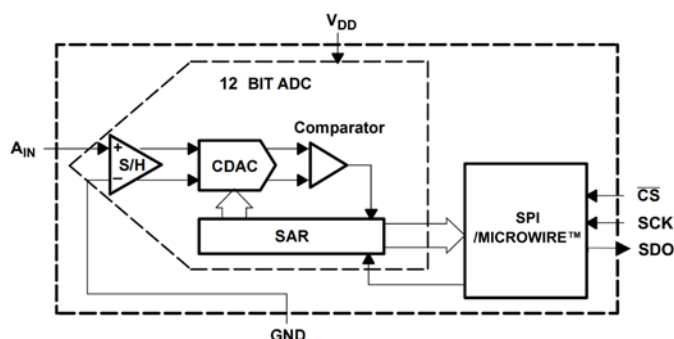 VDD
12 BIT ADC
Comparator
AIN
+
S/H
−
CDAC
SAR
SPI
/MICROWIRE™
CS
SCK
SDO
GND